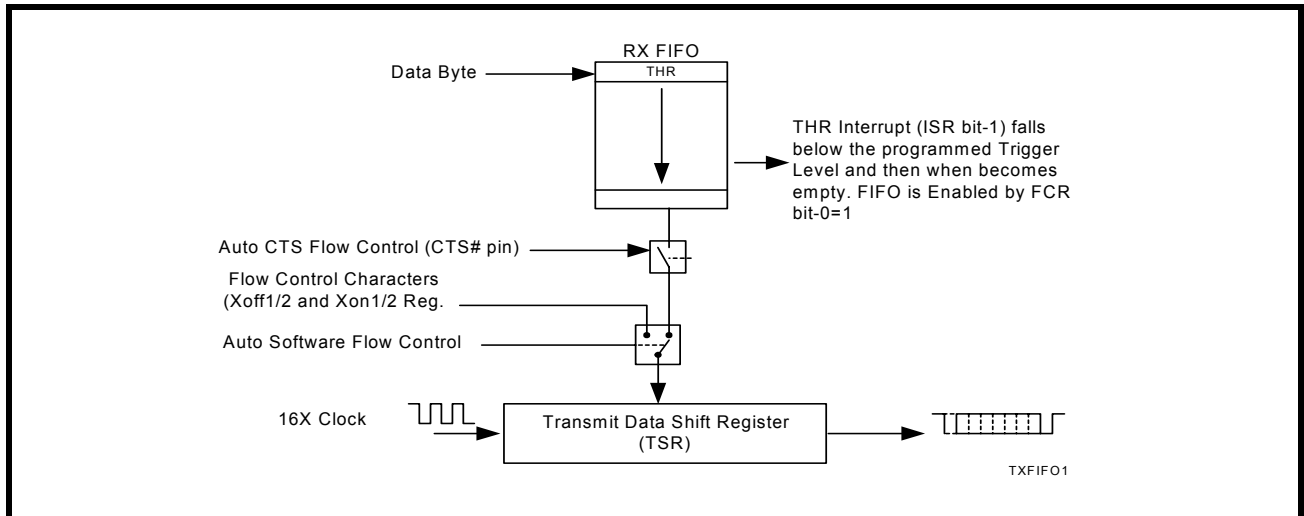 RX FIFO
Data Byte
THR
THR Interrupt (ISR bit-1) falls
below the programmed Trigger
Level and then when becomes
empty. FIFO is Enabled by FCR
bit-0=1
Auto CTS Flow Control (CTS# pin)
Flow Control Characters
(Xoff1/2 and Xon1/2 Reg.
Auto Software Flow Control
16X Clock
Transmit Data Shift Register
(TSR)
TXFIFO1